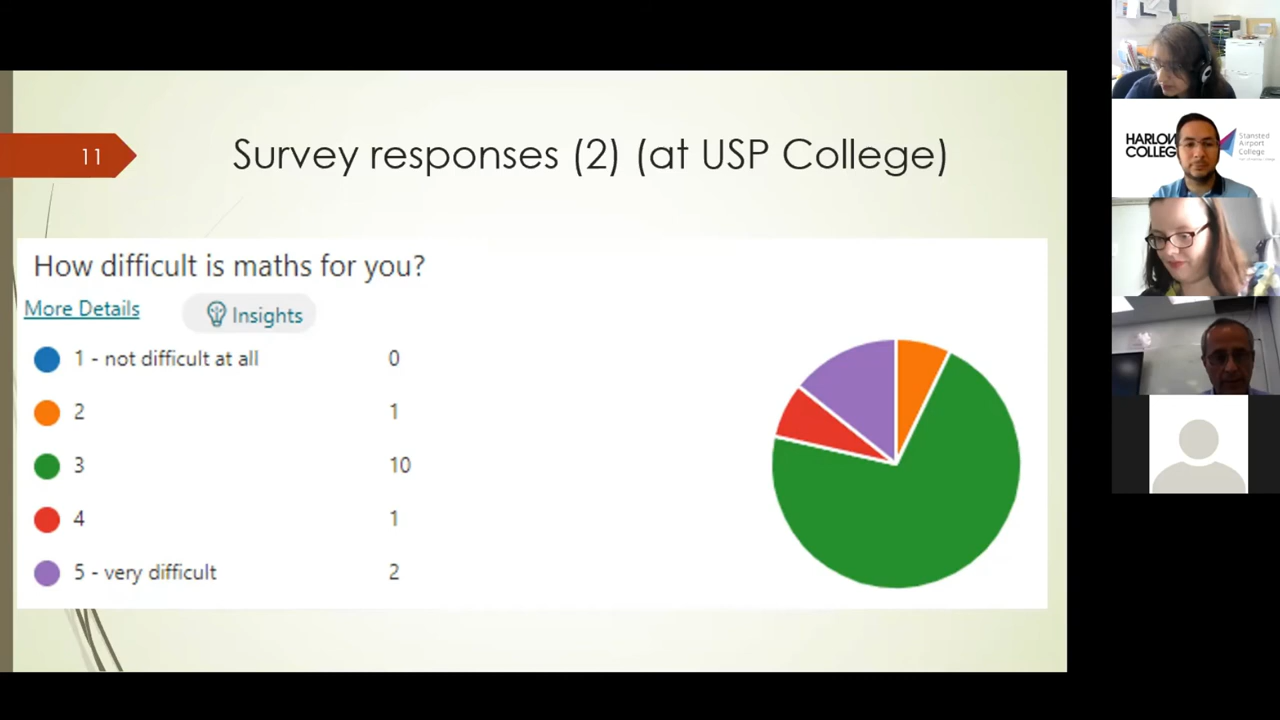 11
Survey responses (2) (at USP College)
How difficult is maths for you?
More Details
Insights
1 - not difficult at all 0
2 1
3 10
4 1
5 - very difficult 2
HARLOW
COLLEGE
Stansted
Airport
College